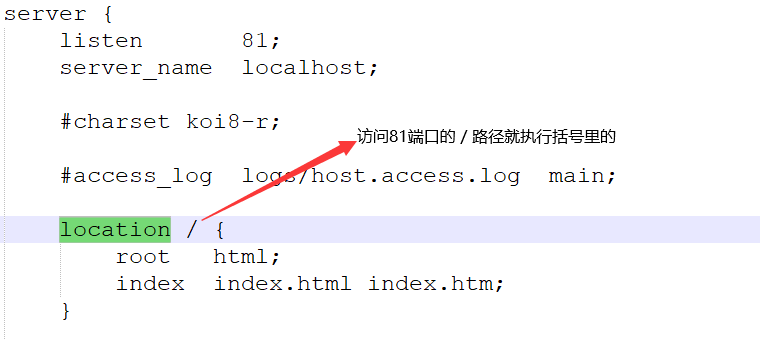 server {
listen 81;
server_name localhost;
#charset koi8-r;
访问81端口的 / 路径就执行括号里的
#access_log logs/host.access.log main;
location / {
root html;
index index.html index.htm;
}